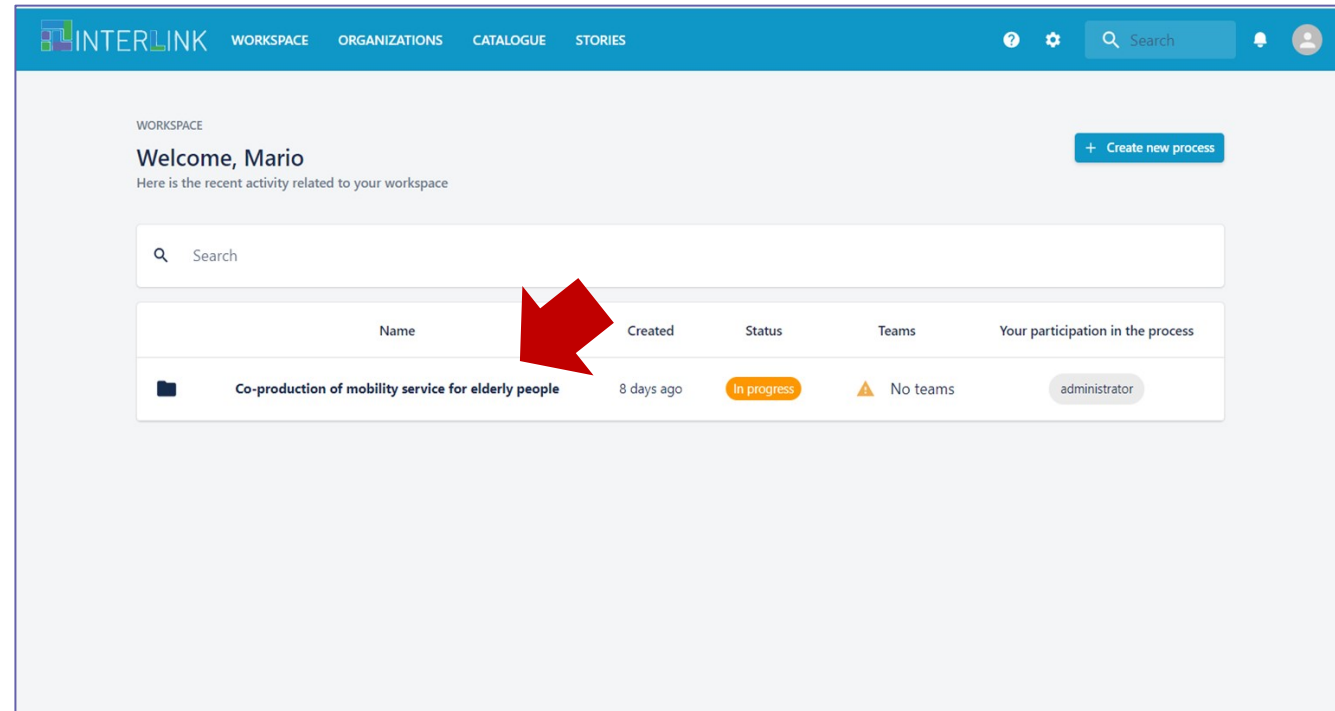 INTERLINK WORKSPACE ORGANIZATIONS CATALOGUE STORIES ? Search
WORKSPACE
Welcome, Mario
+ Create new process
Here is the recent activity related to your workspace
Search
Name Created Status Teams Your participation in the process
Co-production of mobility service for elderly people 8 days ago In progress No teams administrator